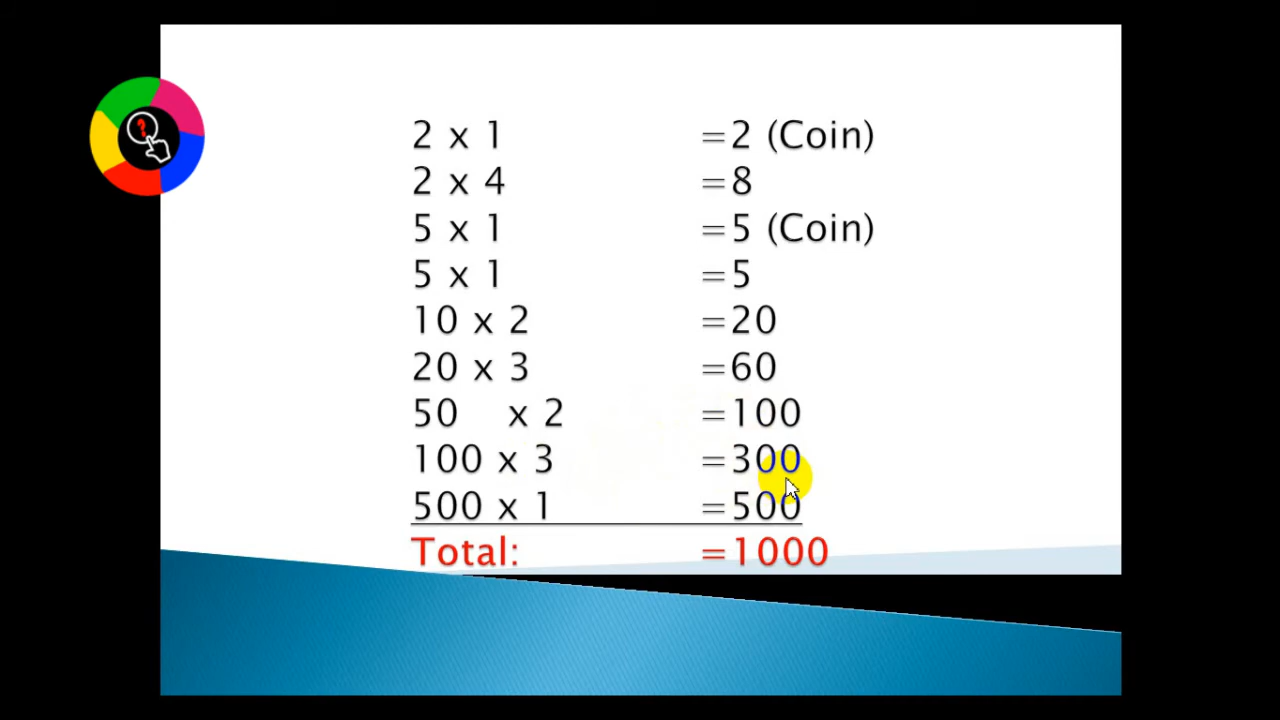 2 x 1 =2 (Coin)
2 x 4 =8
5 x 1 =5 (Coin)
5 x 1 =5
10 x 2 =20
20 x 3 =60
50 x 2 =100
100 x 3 =300
500 x 1 =500
Total: =1000